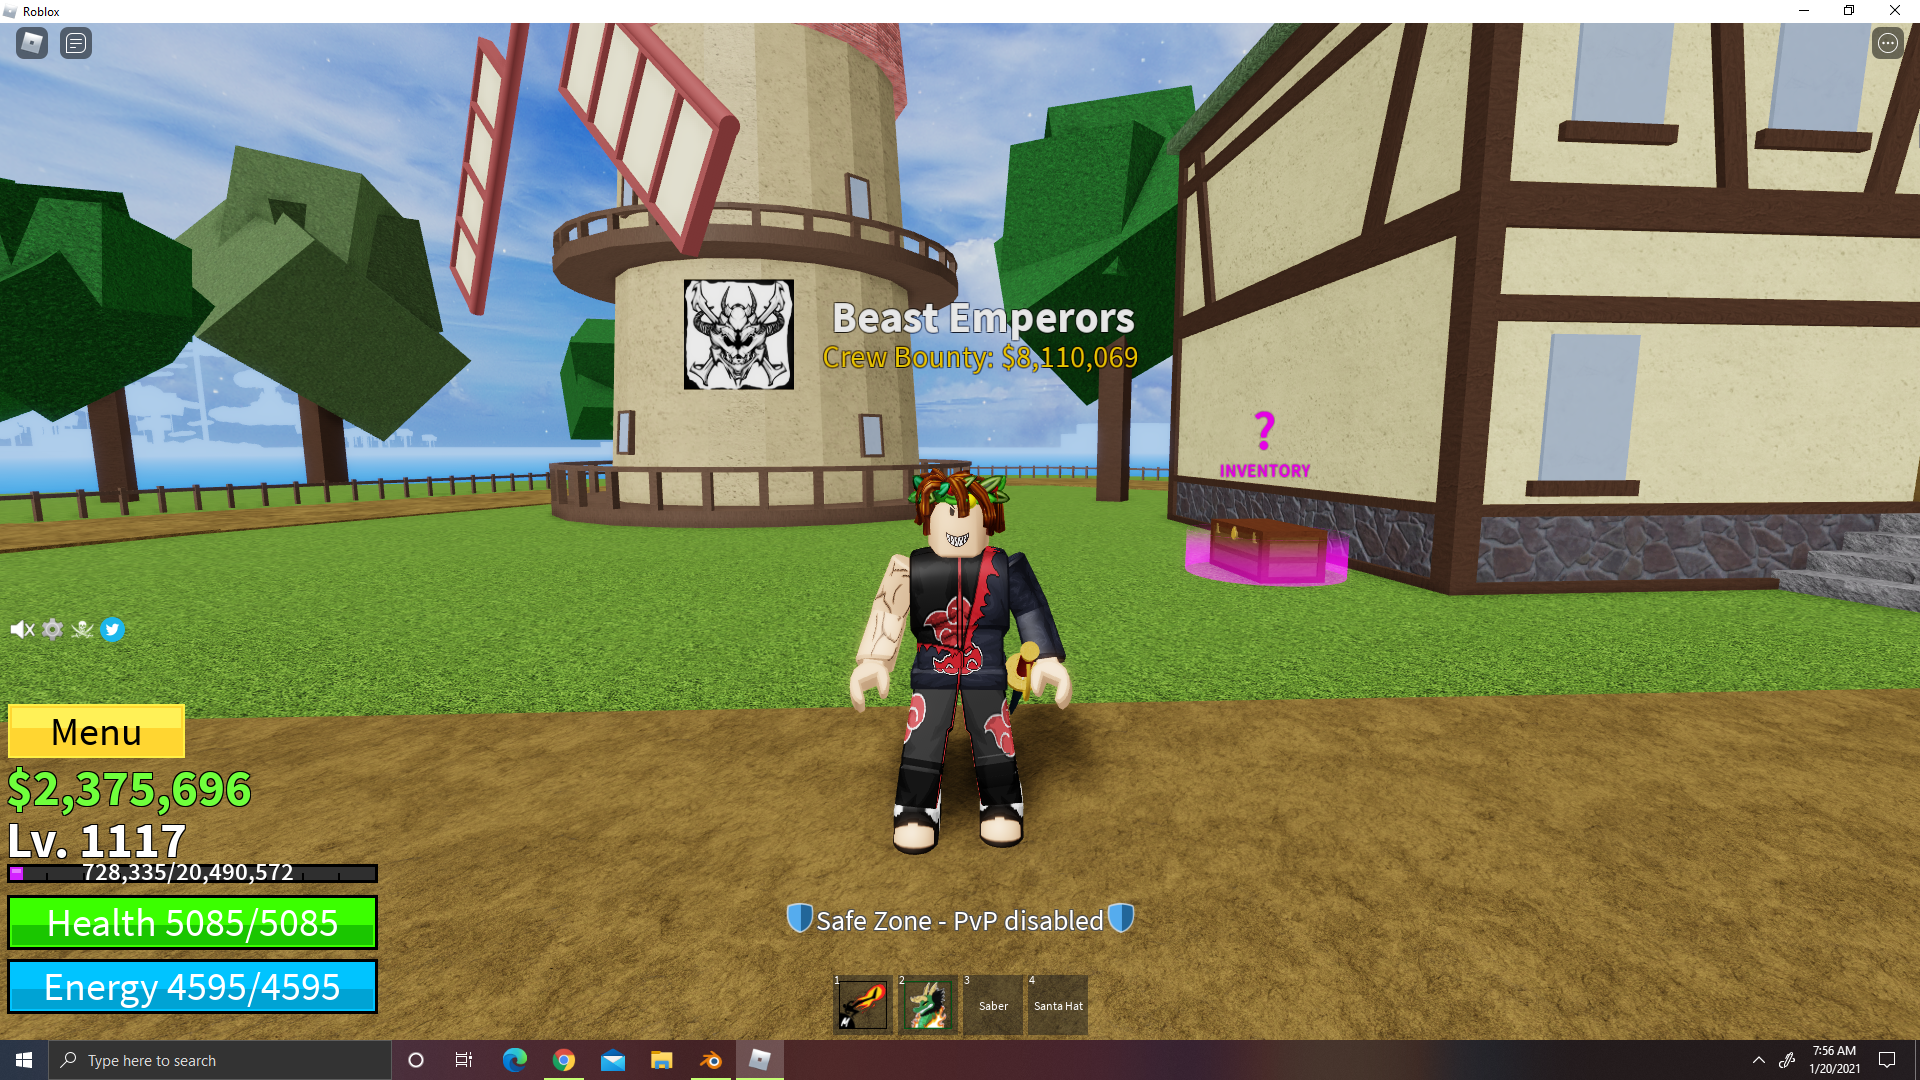 Roblox
Beast Emperors
Crew Bounty: $8,110,069
?
INVENTORY
Menu
$2,375,696
Lv. 1117
728,335/20,490,572
Health 5085/5085
Energy 4595/4595
Safe Zone - PvP disabled
1
2
3
Saber
4
Santa Hat
Type here to search
7:56 AM
1/20/2021